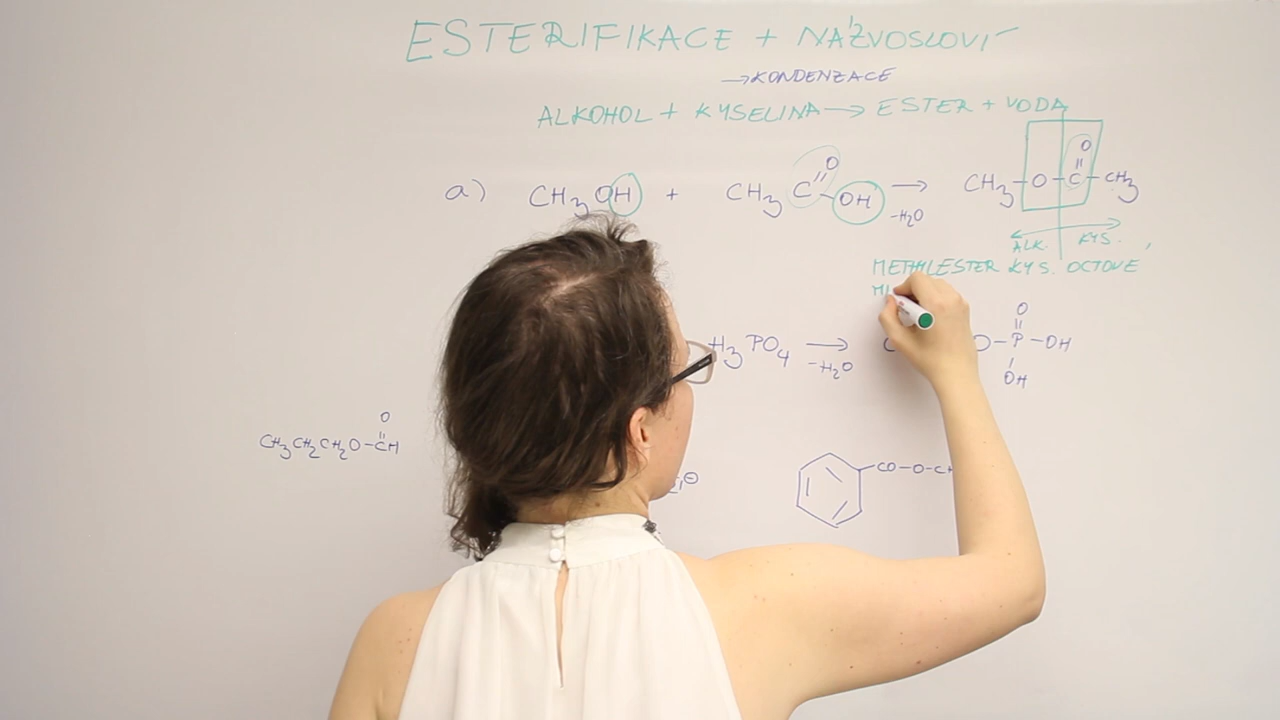 ESTERIFIKACE + NÁZVOSLOVÍ
→ KONDENZACE
ALKOHOL + KYSELINA → ESTER + VODA
a) CH3OH + CH3 C O OH → -H2O CH3-O-C-CH3
O
ALK. KYS.
METHYLESTER KYS. OCTOVÉ
H3PO4 → -H2O O-P-OH
O
OH
CH3CH2CH2O-CH
O
CO-O-